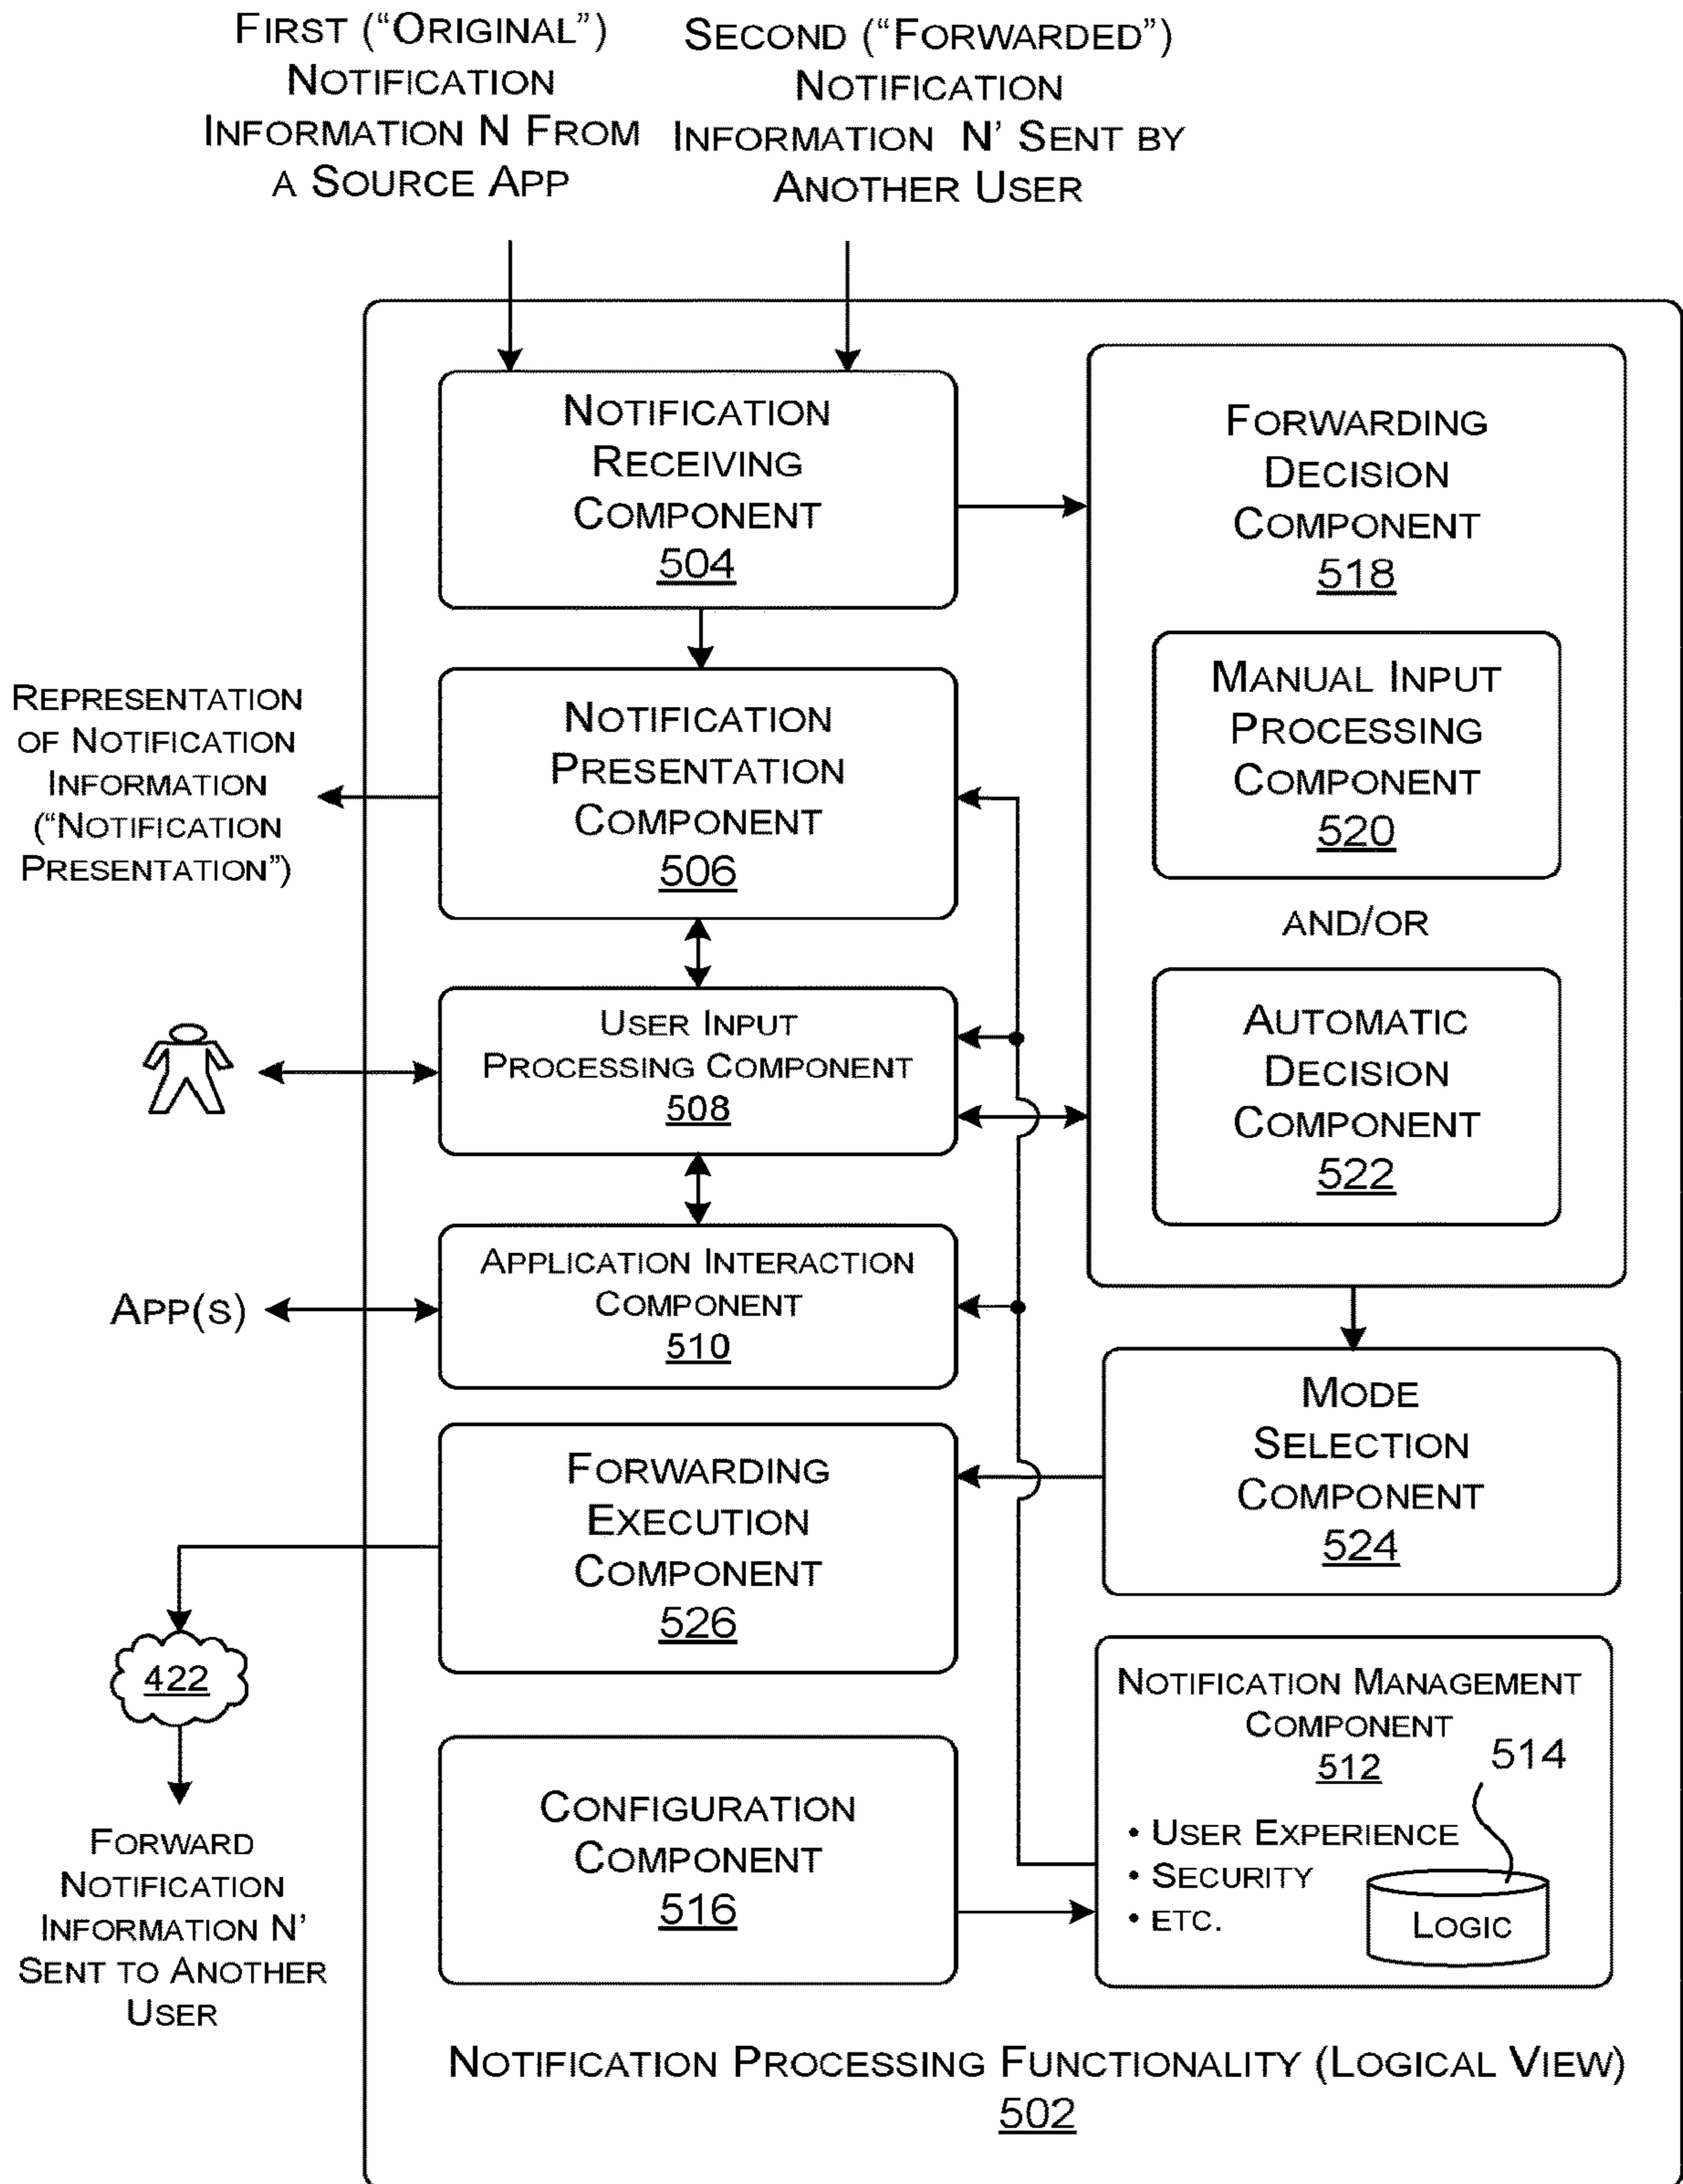 FIRST (“ORIGINAL”)
NOTIFICATION
INFORMATION N FROM
A SOURCE APP
SECOND (“FORWARDED”)
NOTIFICATION
INFORMATION N’ SENT BY
ANOTHER USER
NOTIFICATION
RECEIVING
COMPONENT
504
FORWARDING
DECISION
COMPONENT
518
MANUAL INPUT
PROCESSING
COMPONENT
520
AND/OR
AUTOMATIC
DECISION
COMPONENT
522
REPRESENTATION
OF NOTIFICATION
INFORMATION
(“NOTIFICATION
PRESENTATION”)
NOTIFICATION
PRESENTATION
COMPONENT
506
USER INPUT
PROCESSING COMPONENT
508
APP(S)
APPLICATION INTERACTION
COMPONENT
510
MODE
SELECTION
COMPONENT
524
FORWARDING
EXECUTION
COMPONENT
526
422
FORWARD
NOTIFICATION
INFORMATION N’
SENT TO ANOTHER
USER
CONFIGURATION
COMPONENT
516
NOTIFICATION MANAGEMENT
COMPONENT
512
514
• USER EXPERIENCE
• SECURITY
• ETC.
LOGIC
NOTIFICATION PROCESSING FUNCTIONALITY (LOGICAL VIEW)
502